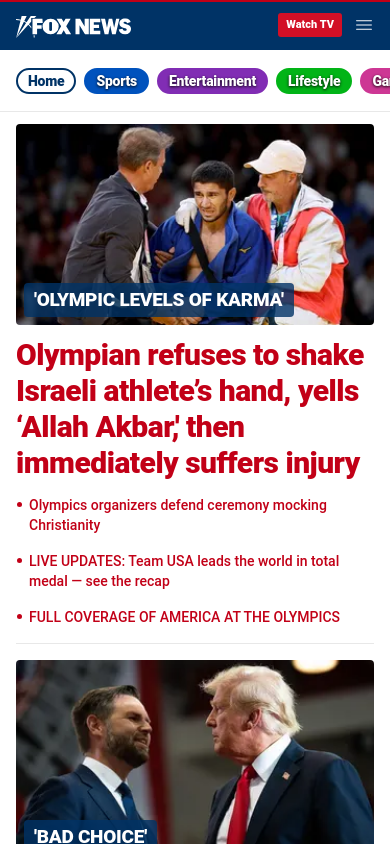 FOX NEWS
Watch TV
Home
Sports
Entertainment
Lifestyle
Ga
'OLYMPIC LEVELS OF KARMA'
Olympian refuses to shake
Israeli athlete’s hand, yells
‘Allah Akbar,' then
immediately suffers injury
• Olympics organizers defend ceremony mocking
Christianity
• LIVE UPDATES: Team USA leads the world in total
medal — see the recap
• FULL COVERAGE OF AMERICA AT THE OLYMPICS
'BAD CHOICE'